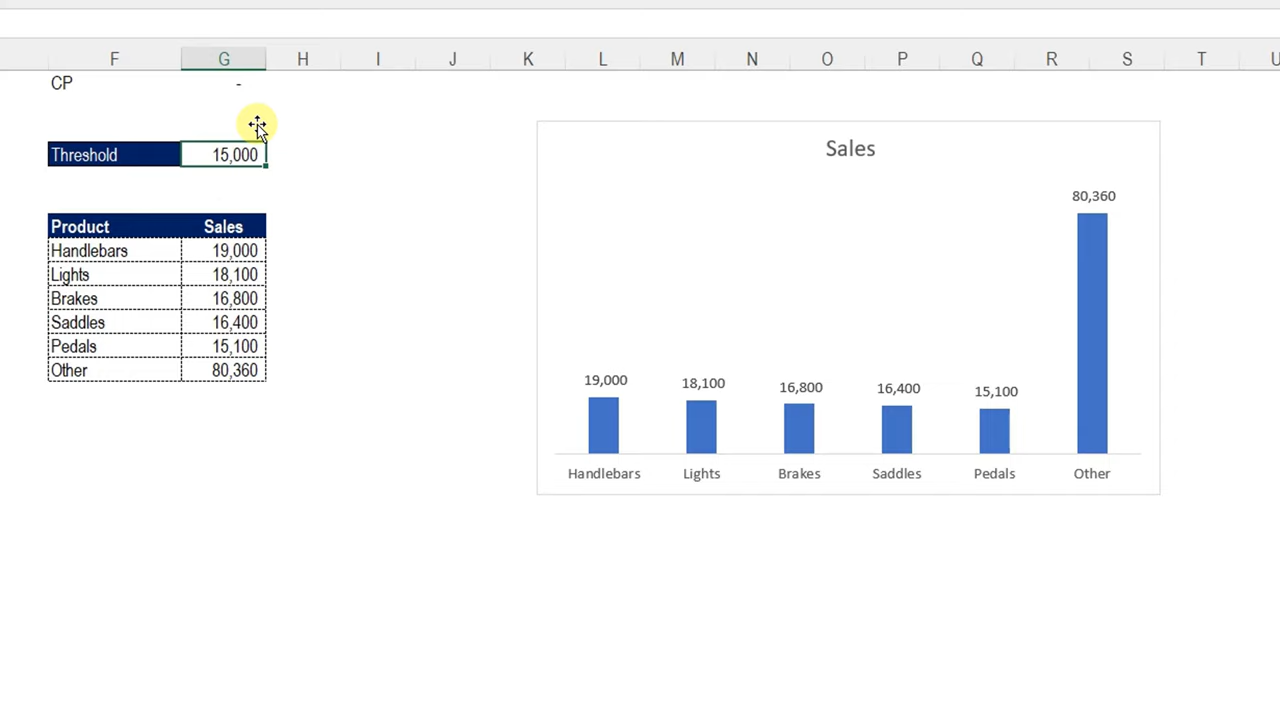 F G H I J K L M N O P Q R S T U
CP -
Threshold 15,000
Product Sales
Handlebars 19,000
Lights 18,100
Brakes 16,800
Saddles 16,400
Pedals 15,100
Other 80,360
Sales
80,360
19,000 18,100 16,800 16,400 15,100
Handlebars Lights Brakes Saddles Pedals Other